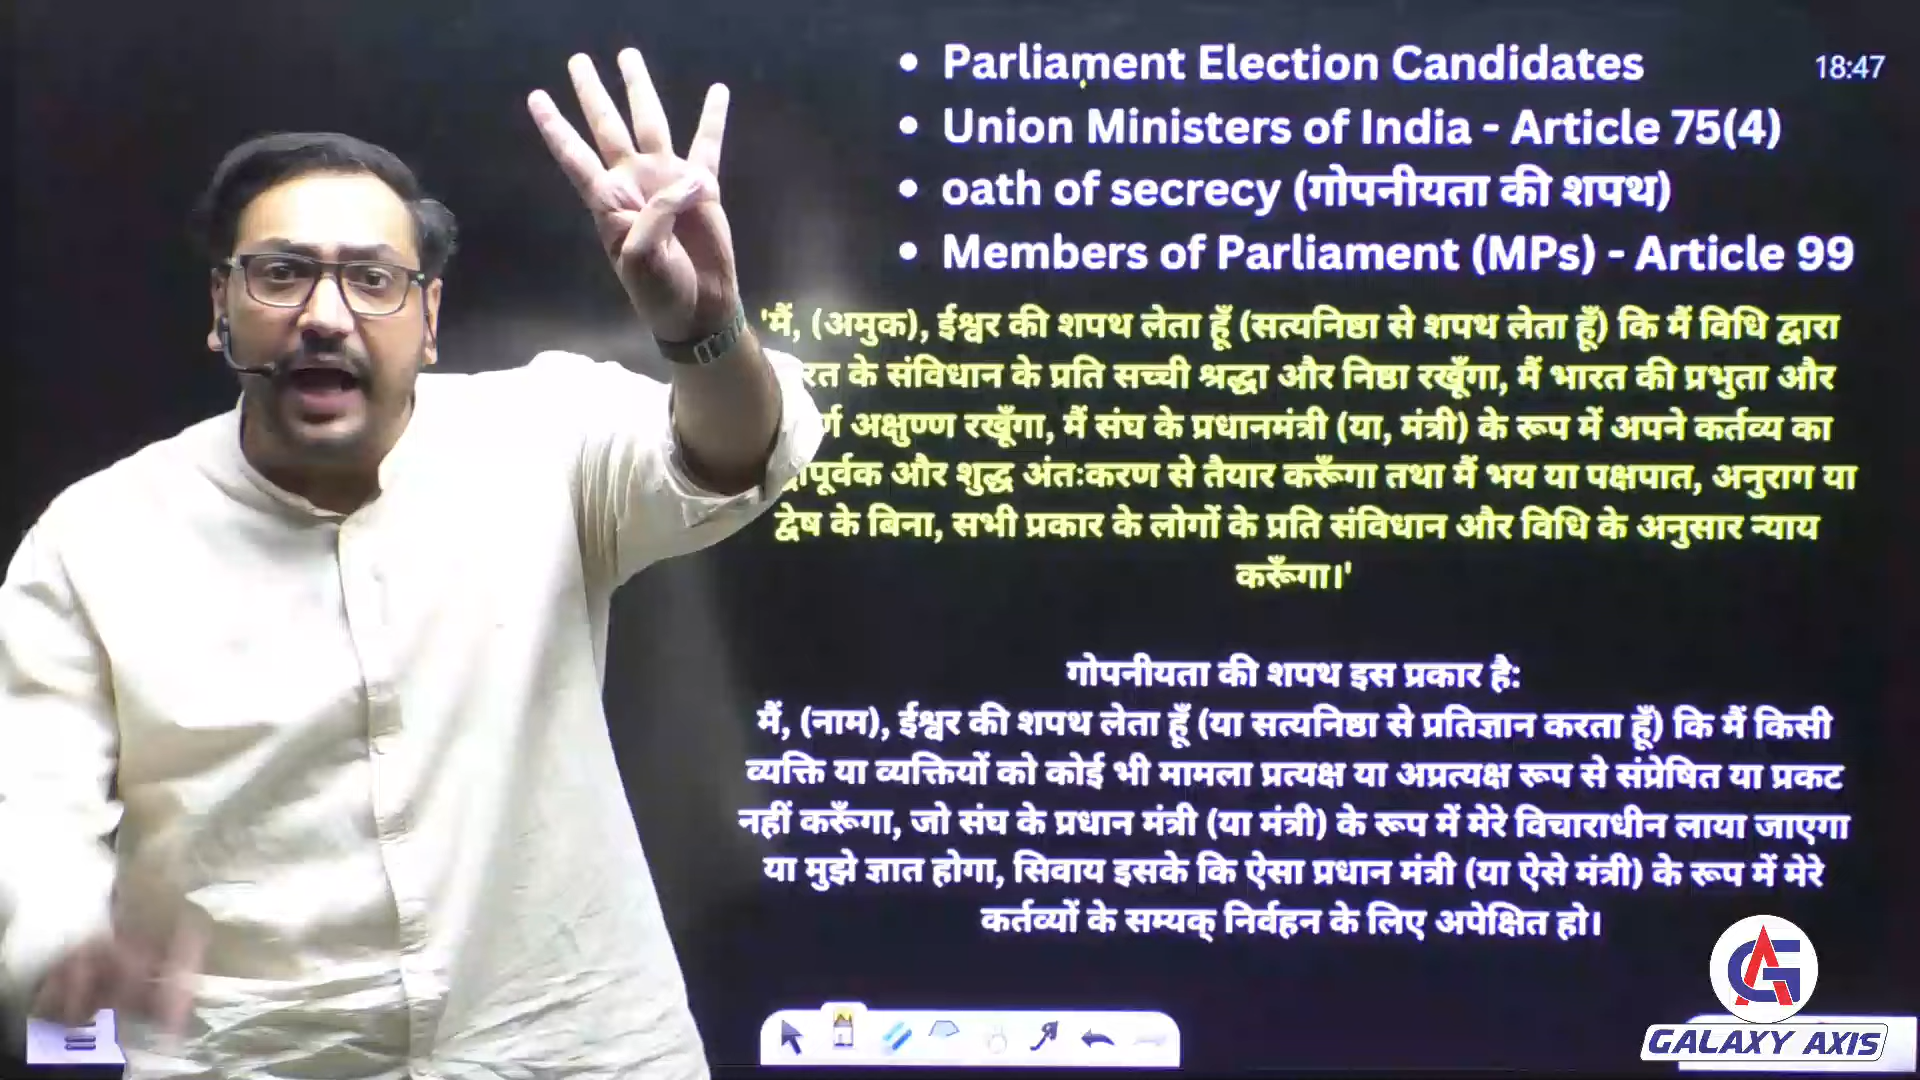 Parliament Election Candidates
18:47
Union Ministers of India - Article 75(4)
oath of secrecy (गोपनीयता की शपथ)
Members of Parliament (MPs) - Article 99
'मैं, (अमुक), ईश्वर की शपथ लेता हूँ (सत्यनिष्ठा से शपथ लेता हूँ) कि मैं विधि द्वारा
के संविधान के प्रति सच्ची श्रद्धा और निष्ठा रखूँगा, मैं भारत की प्रभुता और
अक्षुण्ण रखूँगा, मैं संघ के प्रधानमंत्री (या, मंत्री) के रूप में अपने कर्तव्य का
और शुद्ध अंतःकरण से तैयार करूँगा तथा मैं भय या पक्षपात, अनुराग या
द्वेष के बिना, सभी प्रकार के लोगों के प्रति संविधान और विधि के अनुसार न्याय
करूँगा।'
गोपनीयता की शपथ इस प्रकार है:
मैं, (नाम), ईश्वर की शपथ लेता हूँ (या सत्यनिष्ठा से प्रतिज्ञान करता हूँ) कि मैं किसी
व्यक्ति या व्यक्तियों को कोई भी मामला प्रत्यक्ष या अप्रत्यक्ष रूप से संप्रेषित या प्रकट
नहीं करूँगा, जो संघ के प्रधान मंत्री (या मंत्री) के रूप में मेरे विचाराधीन लाया जाएगा
या मुझे ज्ञात होगा, सिवाय इसके कि ऐसा प्रधान मंत्री (या ऐसे मंत्री) के रूप में मेरे
कर्तव्यों के सम्यक् निर्वहन के लिए अपेक्षित हो।
GALAXY AXIS